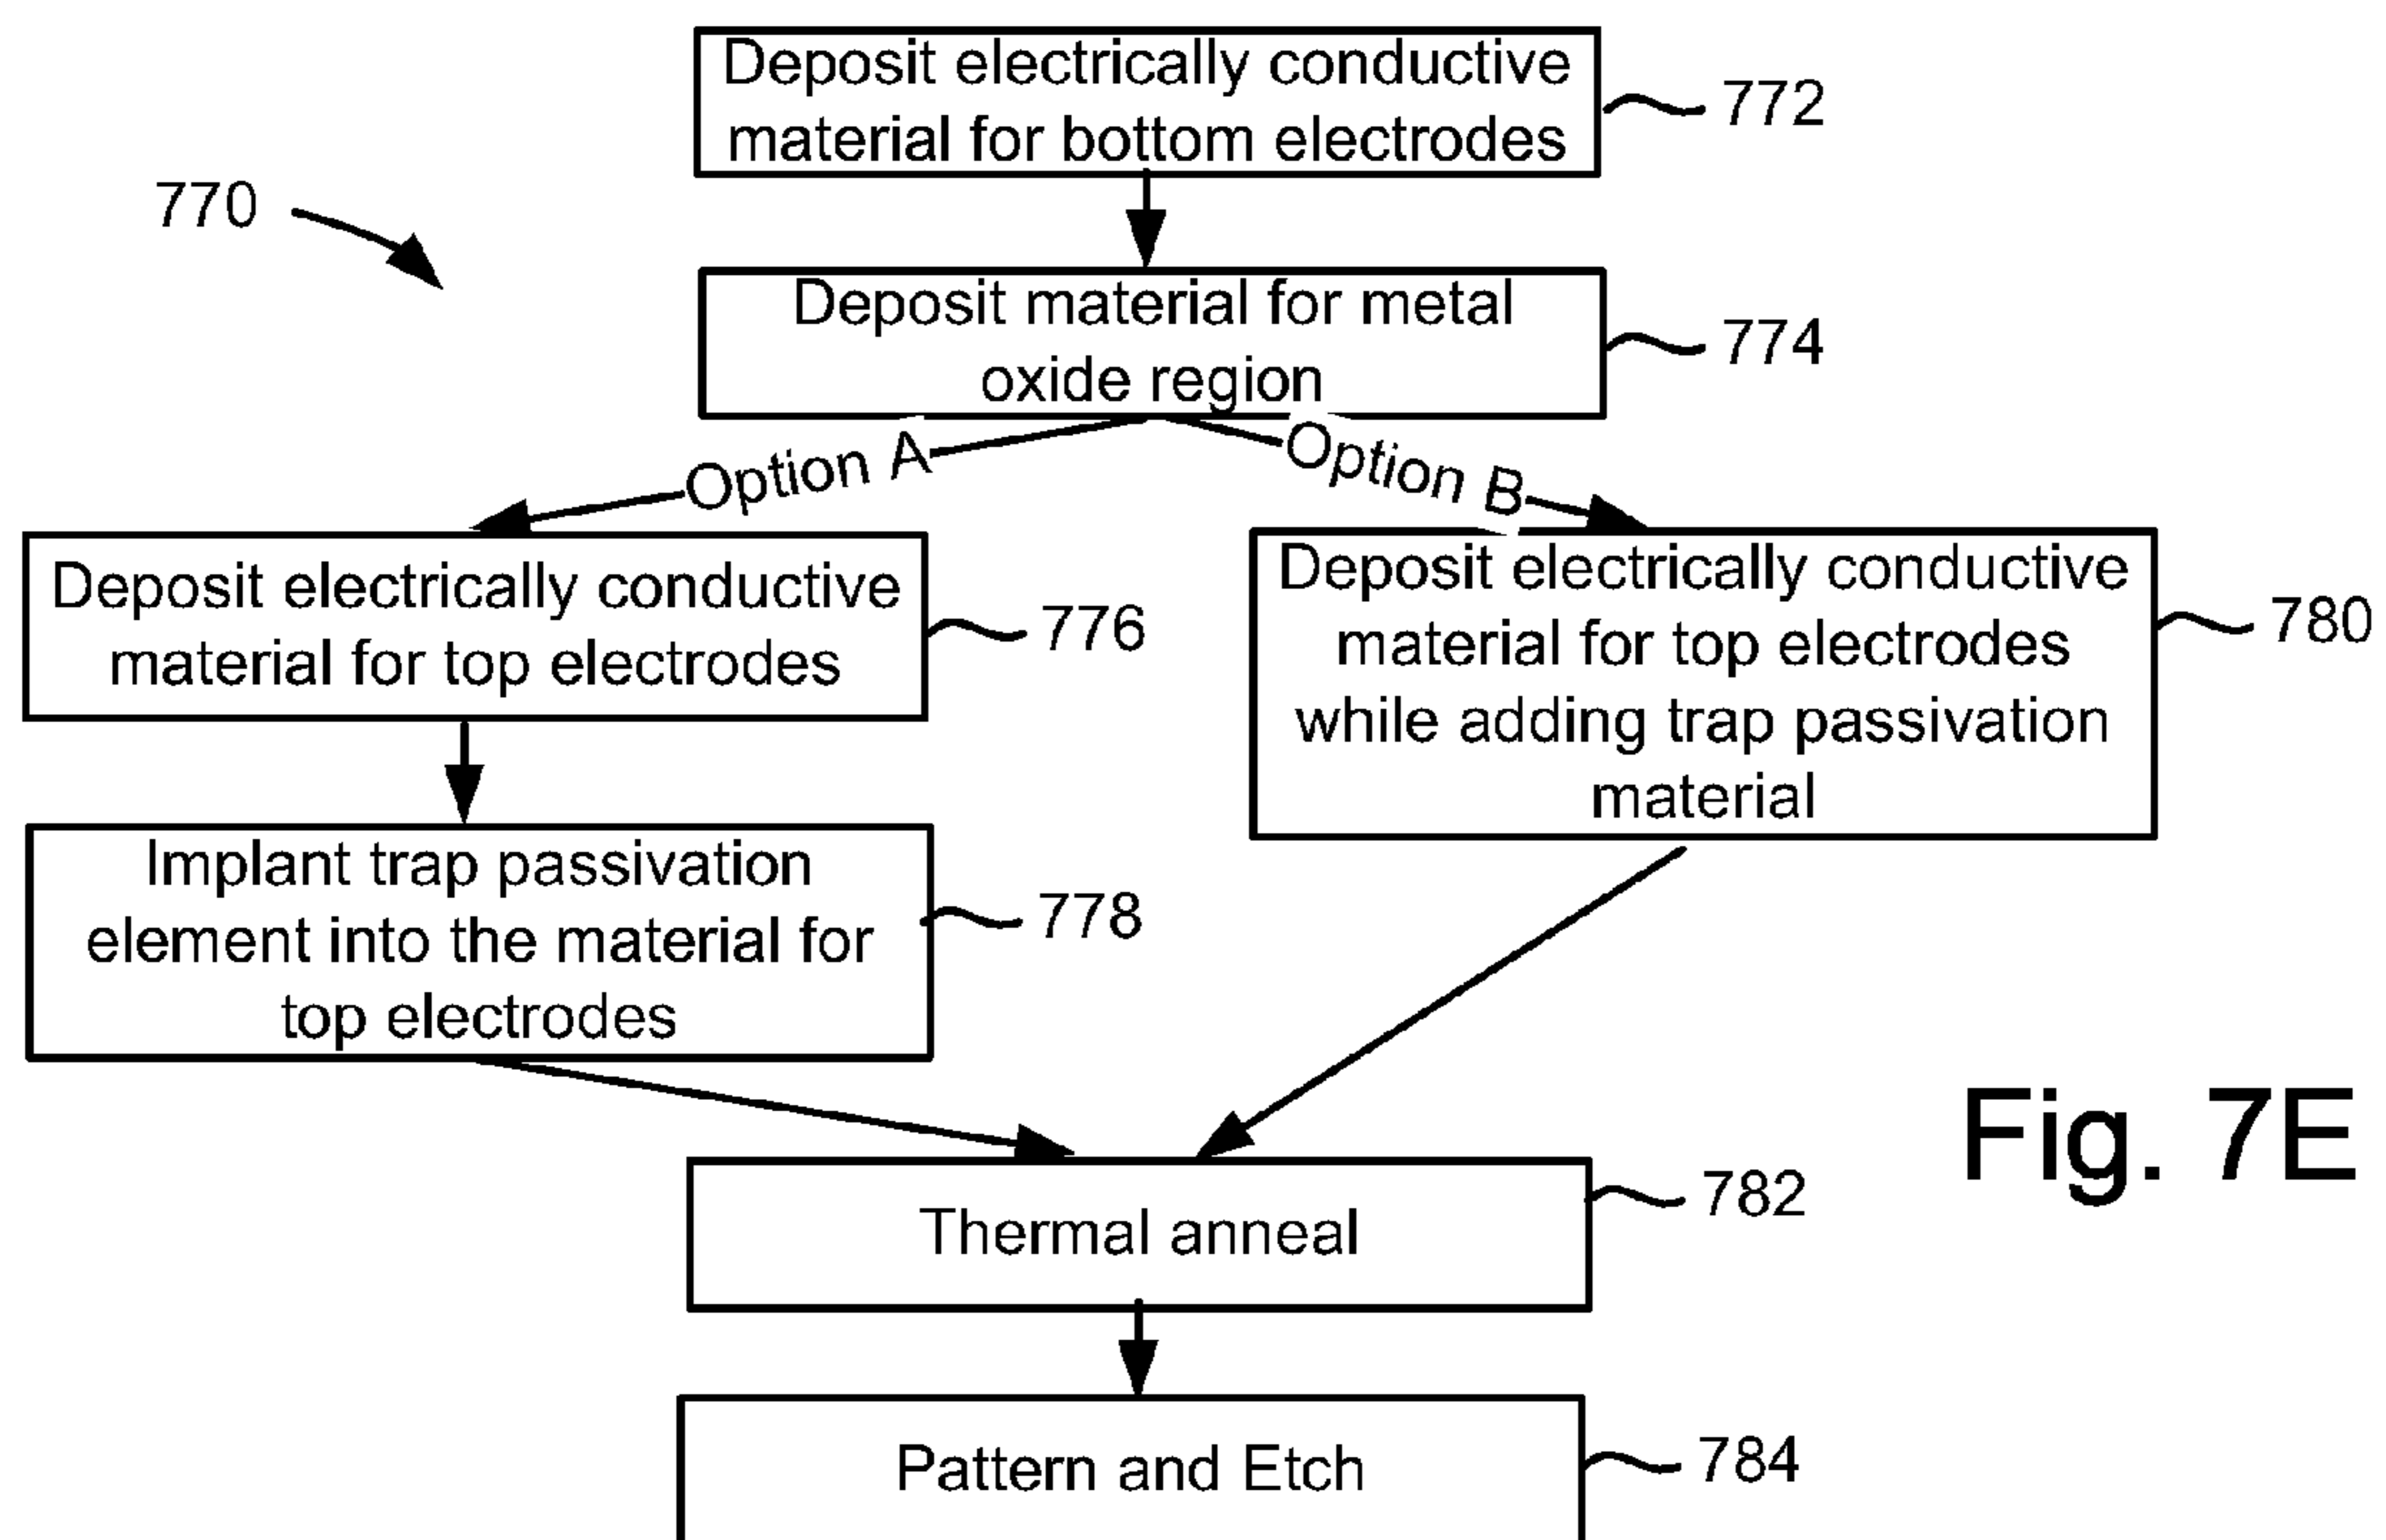 Deposit electrically conductive
material for bottom electrodes
772
770
Deposit material for metal
oxide region
774
Option A
Option B
Deposit electrically conductive
material for top electrodes
776
Deposit electrically conductive
material for top electrodes
while adding trap passivation
material
780
Implant trap passivation
element into the material for
top electrodes
778
Thermal anneal
782
Fig. 7E
Pattern and Etch
784